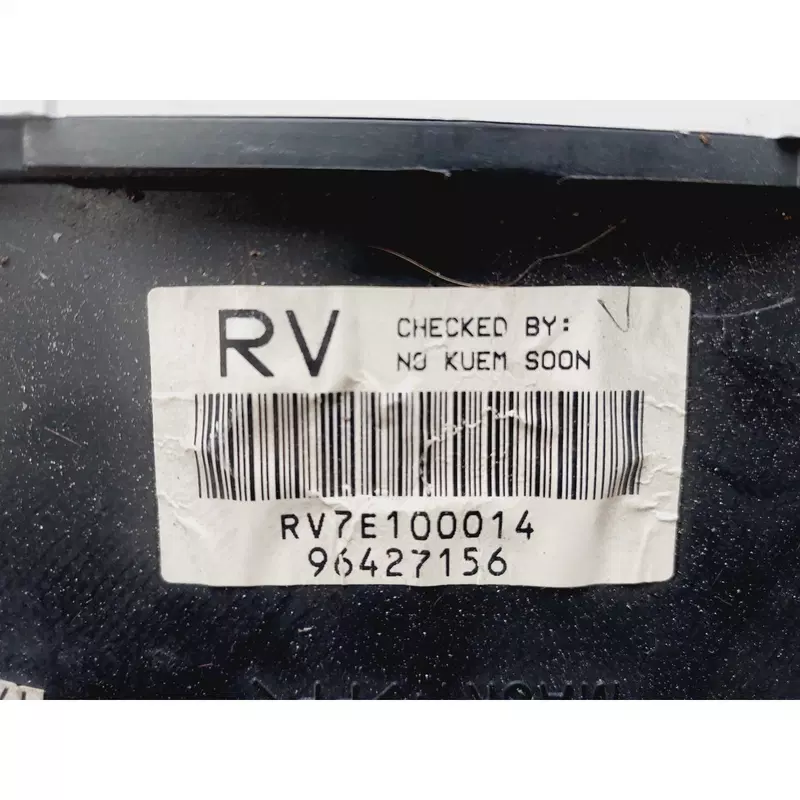 RV
CHECKED BY:
NO KUEM SOON
RV7E100014
96427156